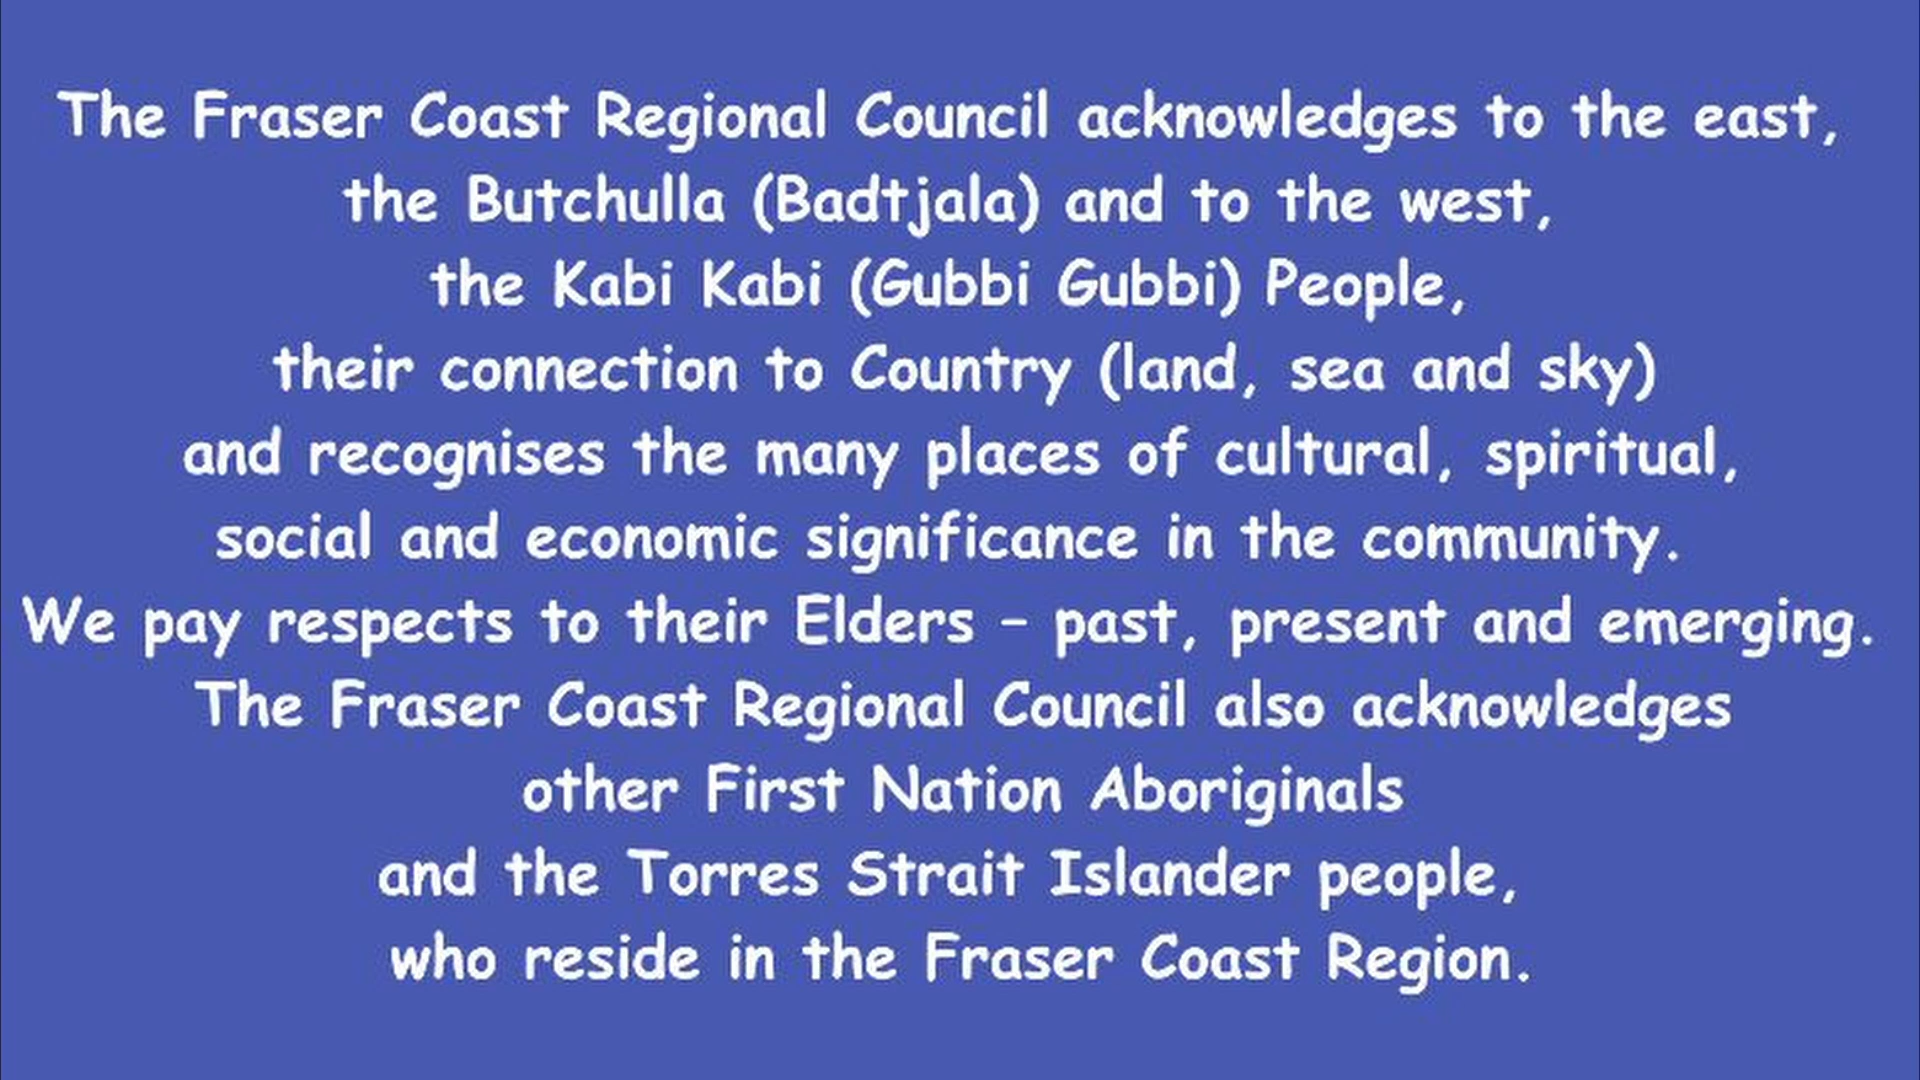 The Fraser Coast Regional Council acknowledges to the east,
the Butchulla (Badtjala) and to the west,
the Kabi Kabi (Gubbi Gubbi) People,
their connection to Country (land, sea and sky)
and recognises the many places of cultural, spiritual,
social and economic significance in the community.
We pay respects to their Elders – past, present and emerging.
The Fraser Coast Regional Council also acknowledges
other First Nation Aboriginals
and the Torres Strait Islander people,
who reside in the Fraser Coast Region.